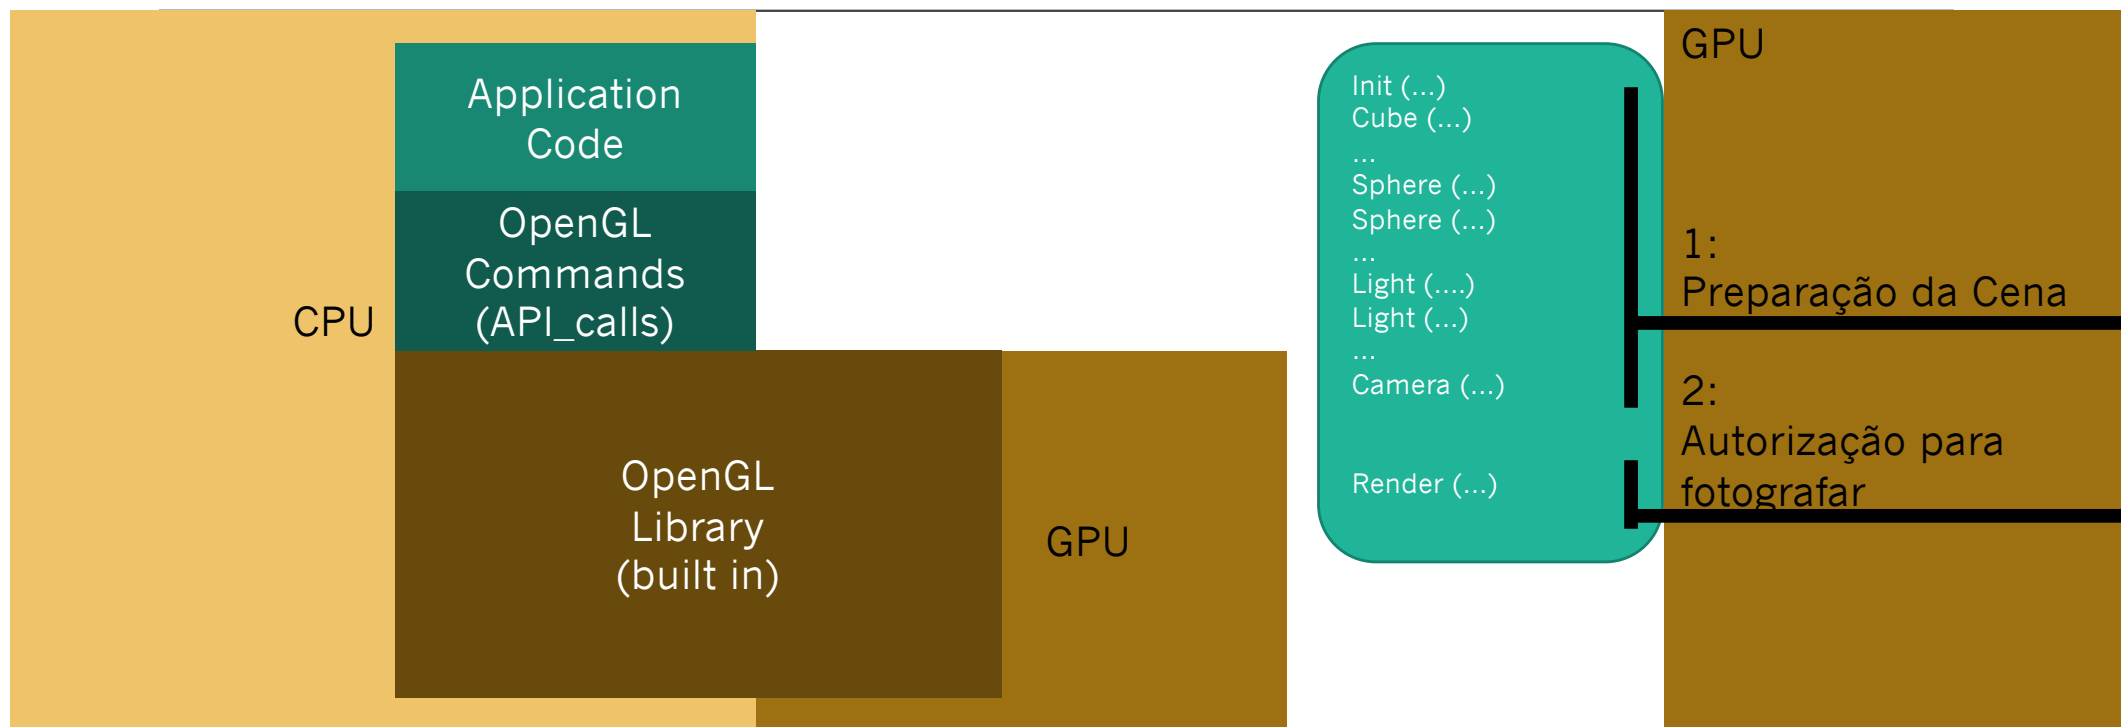 Application
Code
OpenGL
Commands
(API_calls)
CPU
OpenGL
Library
(built in)
GPU
Init (...)
Cube (...)
...
Sphere (...)
Sphere (...)
...
Light (....)
Light (...)
...
Camera (...)
Render (...)
GPU
1:
Preparação da Cena
2:
Autorização para
fotografar